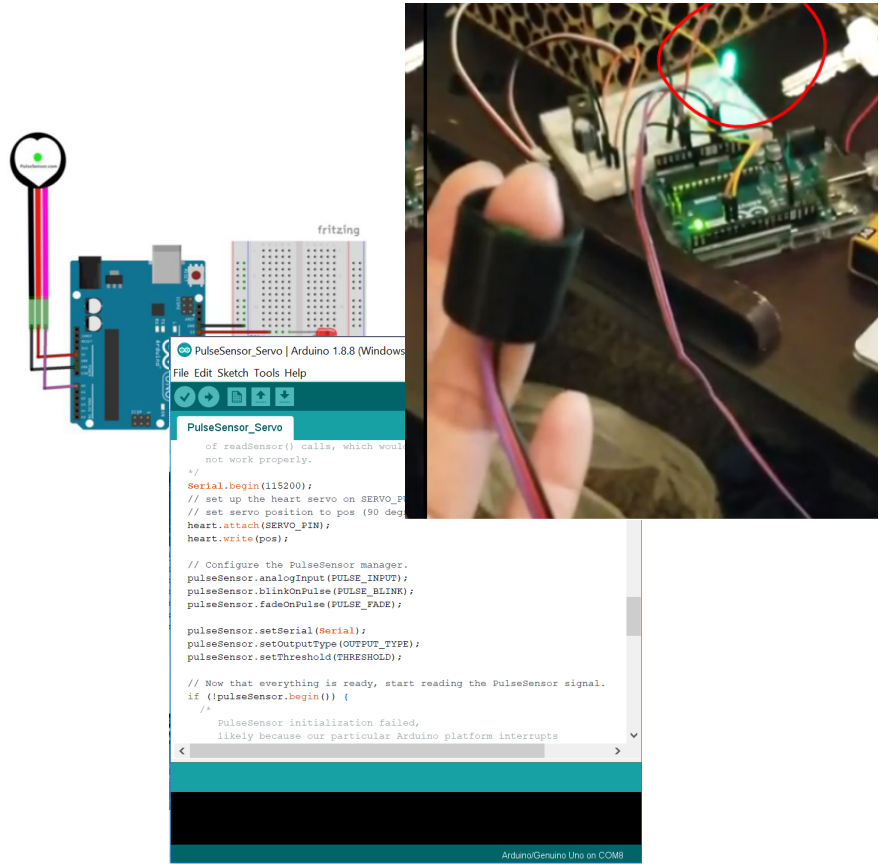 fritzing
PulseSensor.com
PulseSensor_Servo | Arduino 1.8.8 (Windows
File Edit Sketch Tools Help
PulseSensor_Servo
of readSensor() calls, which would
not work properly.
*/
Serial.begin(115200);
// set up the heart servo on SERVO_P
// set servo position to pos (90 deg
heart.attach(SERVO_PIN);
heart.write(pos);
// Configure the PulseSensor manager.
pulseSensor.analogInput(PULSE_INPUT);
pulseSensor.blinkOnPulse(PULSE_BLINK);
pulseSensor.fadeOnPulse(PULSE_FADE);
pulseSensor.setSerial(Serial);
pulseSensor.setOutputType(OUTPUT_TYPE);
pulseSensor.setThreshold(THRESHOLD);
// Now that everything is ready, start reading the PulseSensor signal.
if (!pulseSensor.begin()) {
/*
PulseSensor initialization failed,
likely because our particular Arduino platform interrupts
Arduino/Genuino Uno on COM8